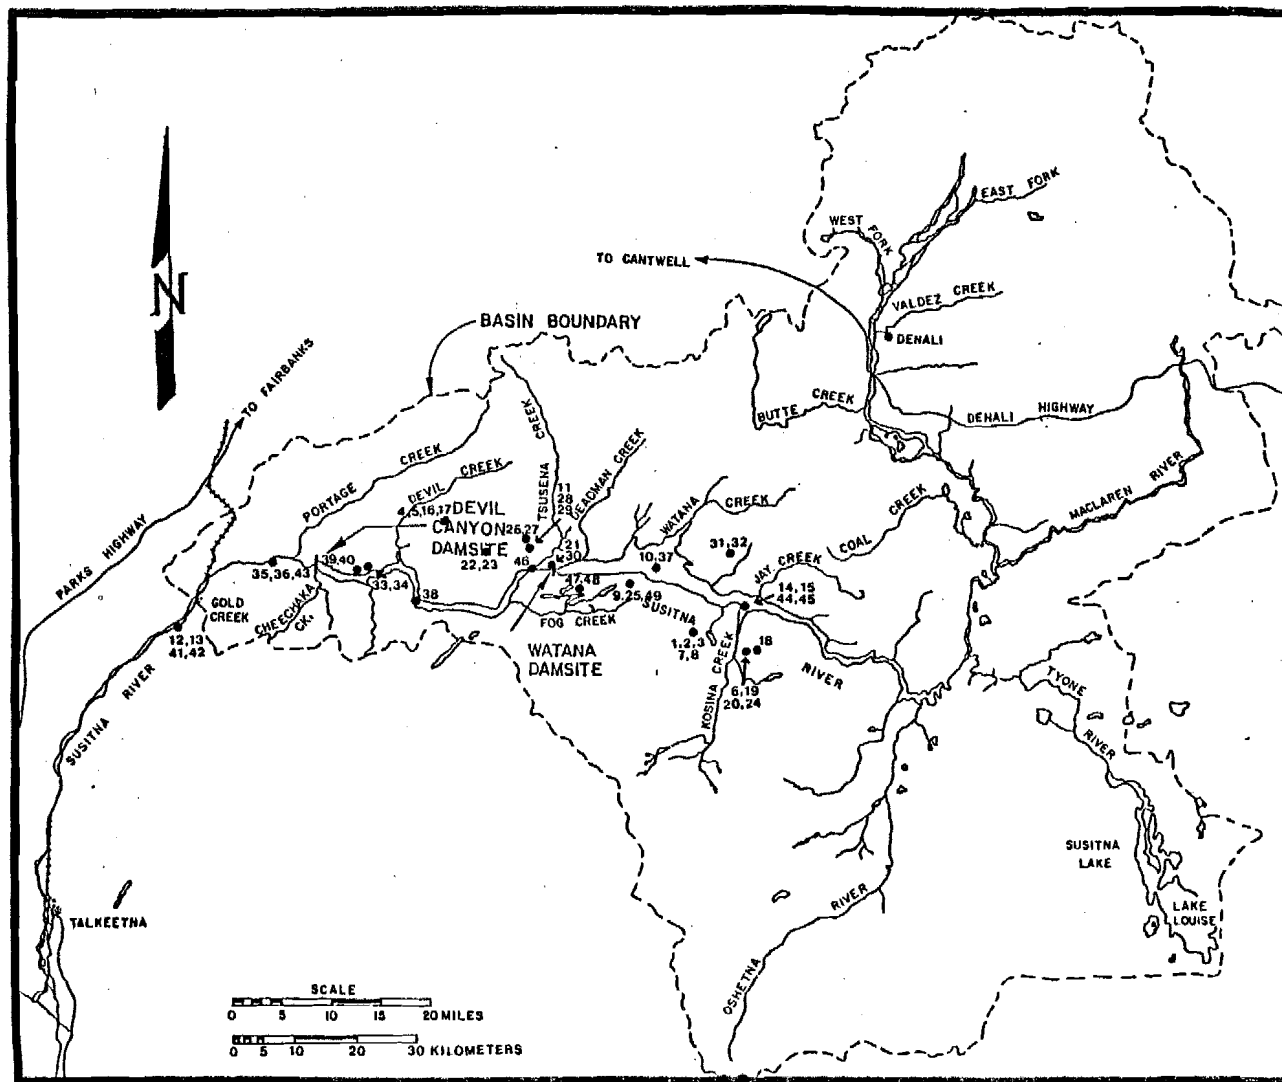 EAST FORK
WEST FORK
TO CANTWELL
VALDEZ CREEK
DENALI
N
BASIN BOUNDARY
TO FAIRBANKS
PARKS HIGHWAY
BUTTE CREEK
DENALI HIGHWAY
MACLAREN RIVER
PORTAGE CREEK
DEVIL CREEK
TSUSENA CREEK
DEADMAN CREEK
WATANA CREEK
COAL CREEK
JAY CREEK
11
28
29
4,5,16,17
DEVIL
CANYON
DAMSITE
22,23
26,27
46
21
30
10,37
31,32
14,15
44,45
39,40
35,36,43
33,34
38
47,48
9,25,49
GOLD
CREEK
CHEECHAKA
CK.
12,13
41,42
FOG CREEK
SUSITNA
RIVER
WATANA
DAMSITE
1,2,3
7,8
18
6,19
20,24
KOSINA CREEK
SUSITNA RIVER
TYONE
RIVER
SUSITNA
LAKE
LAKE
LOUISE
OSHETNA RIVER
TALKEETNA
SCALE
0 5 10 15 20 MILES
0 5 10 20 30 KILOMETERS